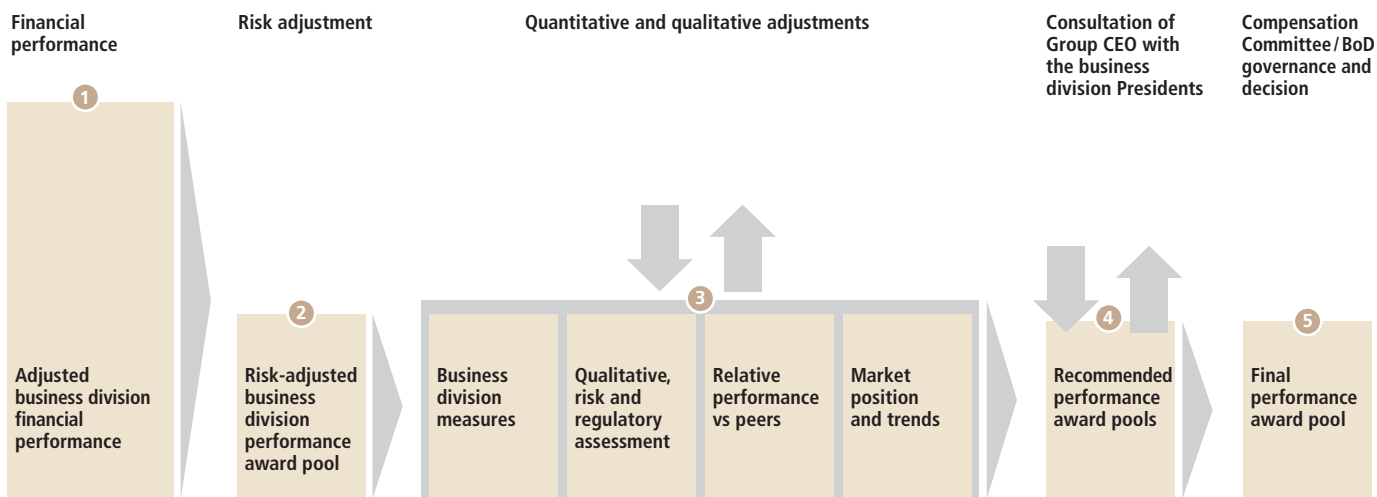 Financial
performance
Risk adjustment
Quantitative and qualitative adjustments
Consultation of
Group CEO with
the business
division Presidents
Compensation
Committee/BoD
governance and
decision
1
Adjusted
business division
financial
performance
2
Risk-adjusted
business
division
performance
award pool
3
Business
division
measures
Qualitative,
risk and
regulatory
assessment
Relative
performance
vs peers
Market
position
and trends
4
Recommended
performance
award pools
5
Final
performance
award pool